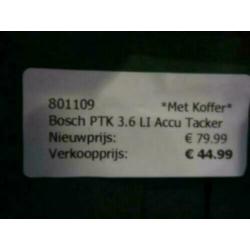 801109 *Met Koffer*
Bosch PTK 3.6 LI Accu Tacker
Nieuwprijs: € 79.99
Verkoopprijs: € 44.99